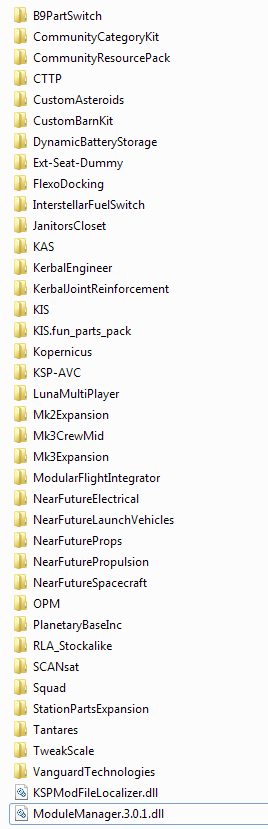 B9PartSwitch
CommunityCategoryKit
CommunityResourcePack
CTTP
CustomAsteroids
CustomBarnKit
DynamicBatteryStorage
Ext-Seat-Dummy
FlexoDocking
InterstellarFuelSwitch
JanitorsCloset
KAS
KerbalEngineer
KerbalJointReinforcement
KIS
KIS.fun_parts_pack
Kopernicus
KSP-AVC
LunaMultiPlayer
Mk2Expansion
Mk3CrewMid
Mk3Expansion
ModularFlightIntegrator
NearFutureElectrical
NearFutureLaunchVehicles
NearFutureProps
NearFuturePropulsion
NearFutureSpacecraft
OPM
PlanetaryBaseInc
RLA_Stockalike
SCANsat
Squad
StationPartsExpansion
Tantares
TweakScale
VanguardTechnologies
KSPModFileLocalizer.dll
ModuleManager.3.0.1.dll